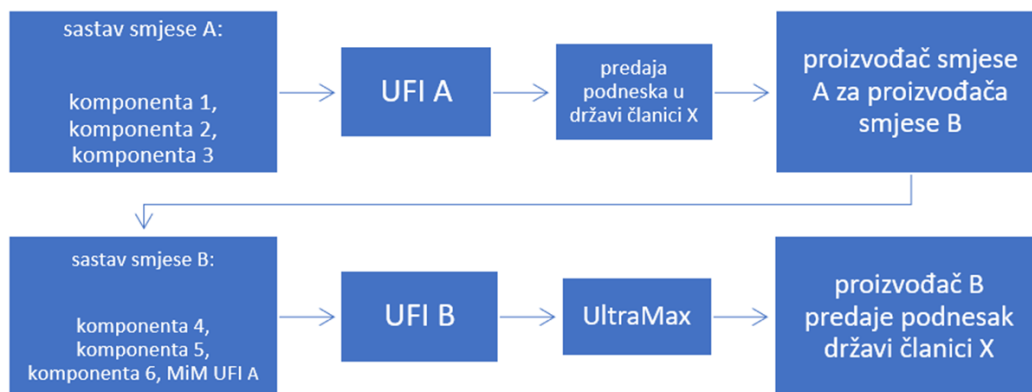 sastav smjese A:
komponenta 1,
komponenta 2,
komponenta 3
UFI A
predaja
podneska u
državi članici X
proizvođač smjese
A za proizvođača
smjese B
sastav smjese B:
komponenta 4,
komponenta 5,
komponenta 6, MiM UFI A
UFI B
UltraMax
proizvođač B
predaje podnesak
državi članici X